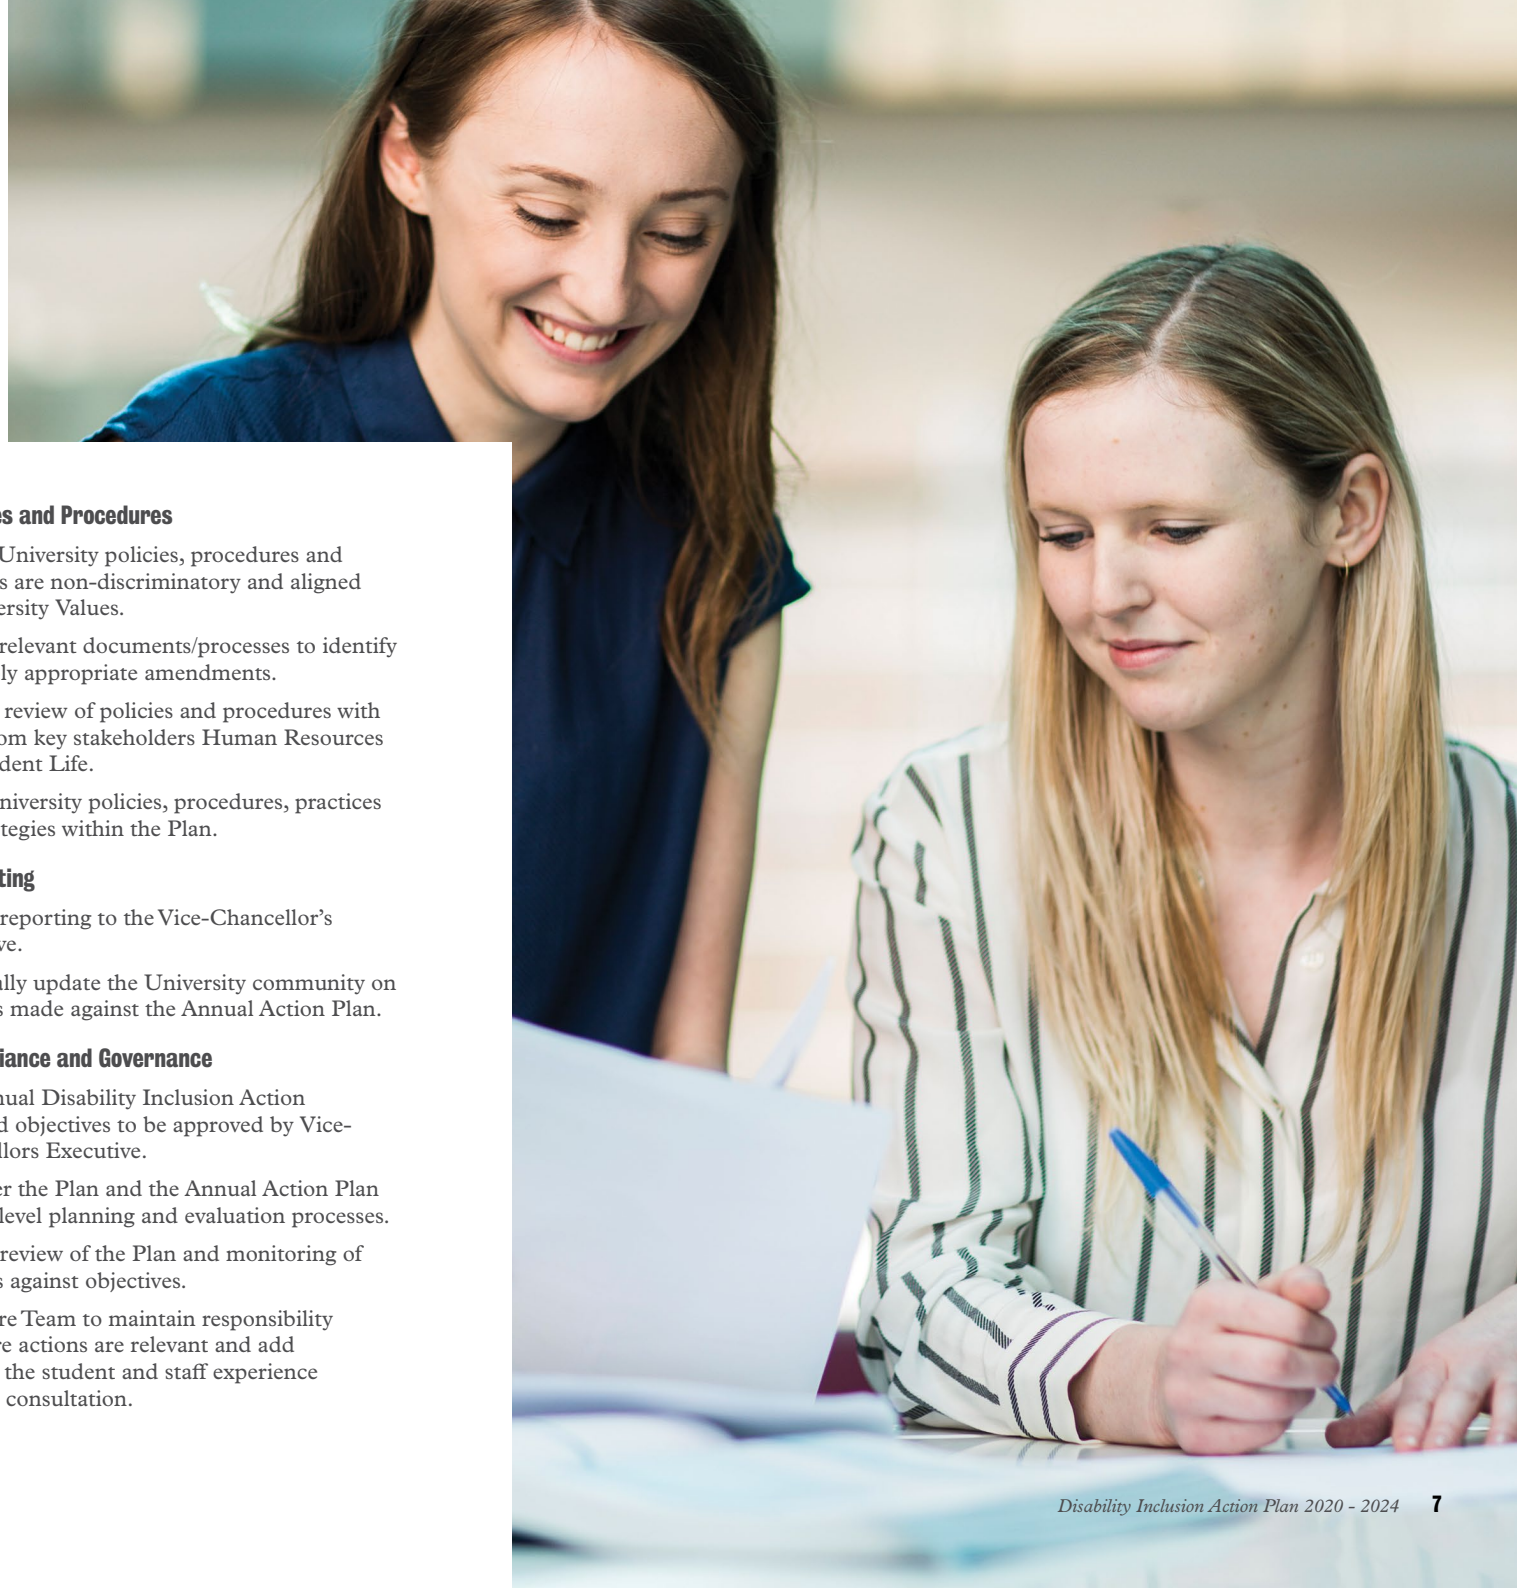 es and Procedures
University policies, procedures and
s are non-discriminatory and aligned
ersity Values.
relevant documents/processes to identify
ly appropriate amendments.
review of policies and procedures with
om key stakeholders Human Resources
dent Life.
niversity policies, procedures, practices
tegies within the Plan.
ting
reporting to the Vice-Chancellor's
ve.
ally update the University community on
s made against the Annual Action Plan.
iance and Governance
nual Disability Inclusion Action
d objectives to be approved by Vice-
llors Executive.
er the Plan and the Annual Action Plan
level planning and evaluation processes.
review of the Plan and monitoring of
s against objectives.
re Team to maintain responsibility
re actions are relevant and add
the student and staff experience
consultation.
Disability Inclusion Action Plan 2020 - 2024 7